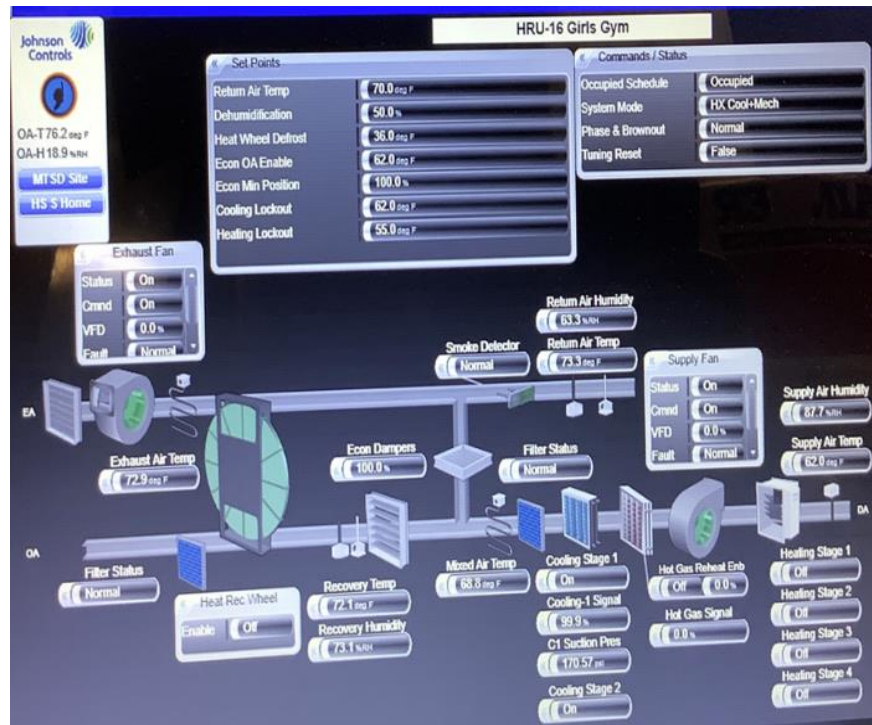 HRU-16 Girls Gym
Johnson Controls
OA-T 76.2 deg F
OA-H 18.9 %RH
MTSD Site
HS S Home
Set Points
Return Air Temp 70.0 deg F
Dehumidification 50.0 %
Heat Wheel Defrost 36.0 deg F
Econ OA Enable 62.0 deg F
Econ Min Position 100.0 %
Cooling Lockout 62.0 deg F
Heating Lockout 55.0 deg F
Commands / Status
Occupied Schedule Occupied
System Mode HX Cool+Mech
Phase & Brownout Normal
Tuning Reset False
Exhaust Fan
Status On
Cmnd On
VFD 0.0 %
Fault Normal
Return Air Humidity
63.3 %RH
Smoke Detector
Normal
Return Air Temp
73.3 deg F
Supply Fan
Status On
Cmnd On
VFD 0.0 %
Fault Normal
Supply Air Humidity
87.7 %RH
Supply Air Temp
62.0 deg F
EA
Exhaust Air Temp
72.9 deg F
Econ Dampers
100.0 %
Filter Status
Normal
DA
OA
Filter Status
Normal
Heat Rec Wheel
Enable Off
Recovery Temp
72.1 deg F
Recovery Humidity
73.1 %RH
Mixed Air Temp
68.8 deg F
Cooling Stage 1
On
Cooling-1 Signal
99.9 %
C1 Suction Pres
170.57 psi
Cooling Stage 2
On
Hot Gas Reheat Enb
Off 0.0 %
Hot Gas Signal
0.0 %
Heating Stage 1
Off
Heating Stage 2
Off
Heating Stage 3
Off
Heating Stage 4
Off